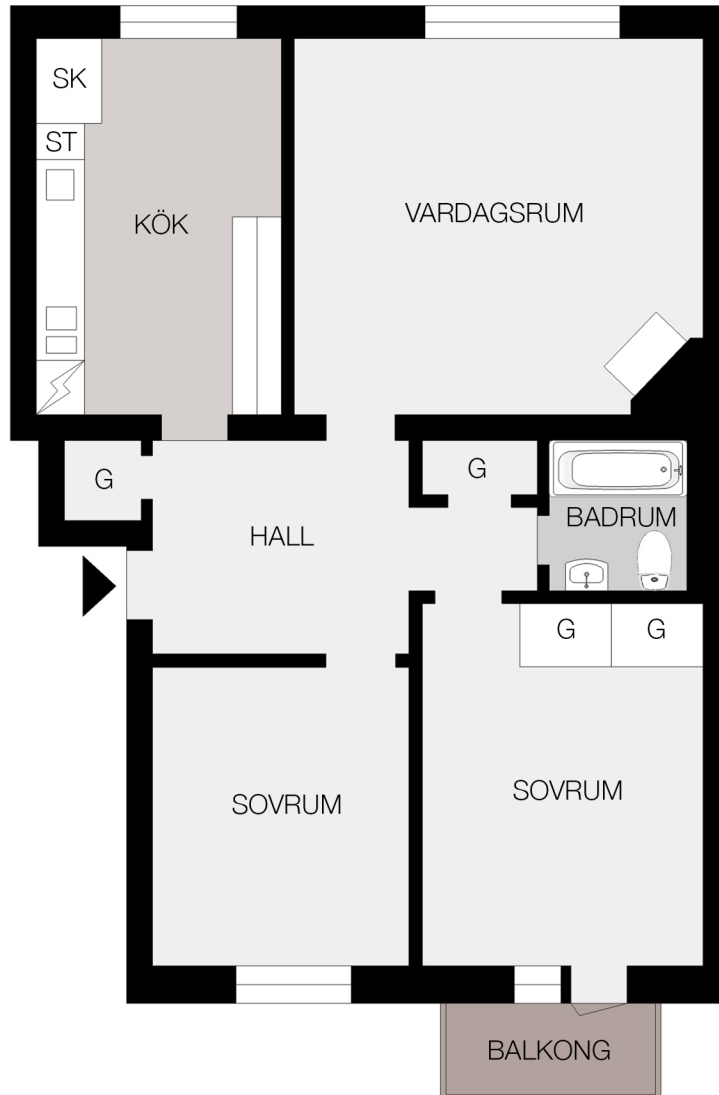 SK
ST
KÖK
VARDAGSRUM
G
G
HALL
BADRUM
G
G
SOVRUM
SOVRUM
BALKONG